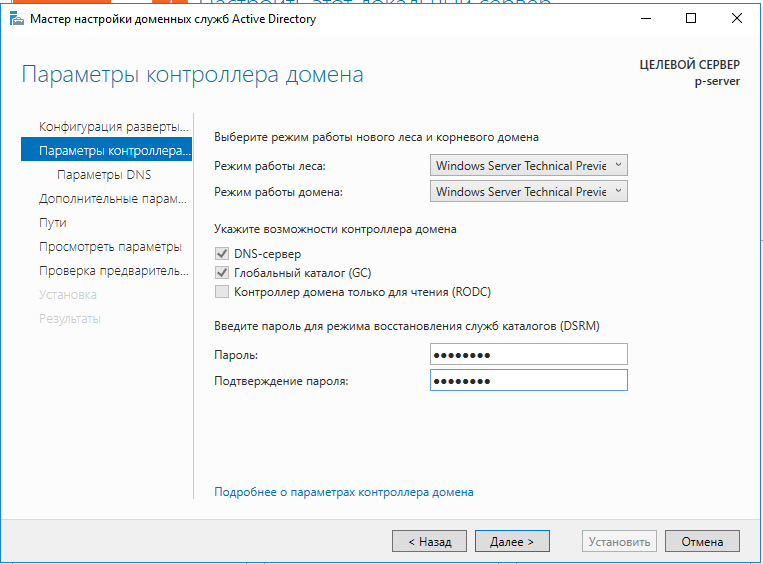 Настроить этот локальный сервер
Мастер настройки доменных служб Active Directory
Параметры контроллера домена
ЦЕЛЕВОЙ СЕРВЕР
p-server
Конфигурация разверты...
Параметры контроллера...
Параметры DNS
Дополнительные парам...
Пути
Просмотреть параметры
Проверка предваритель...
Установка
Результаты
Выберите режим работы нового леса и корневого домена
Режим работы леса: Windows Server Technical Previe
Режим работы домена: Windows Server Technical Previe
Укажите возможности контроллера домена
DNS-сервер
Глобальный каталог (GC)
Контроллер домена только для чтения (RODC)
Введите пароль для режима восстановления служб каталогов (DSRM)
Пароль: ●●●●●●●●
Подтверждение пароля: ●●●●●●●●
Подробнее о параметрах контроллера домена
< Назад Далее > Установить Отмена